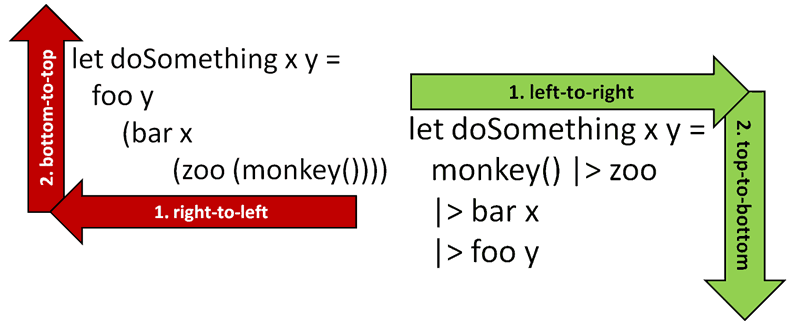 2. bottom-to-top
let doSomething x y =
foo y
(bar x
(zoo (monkey())))
1. right-to-left
1. left-to-right
let doSomething x y =
monkey() |> zoo
|> bar x
|> foo y
2. top-to-bottom